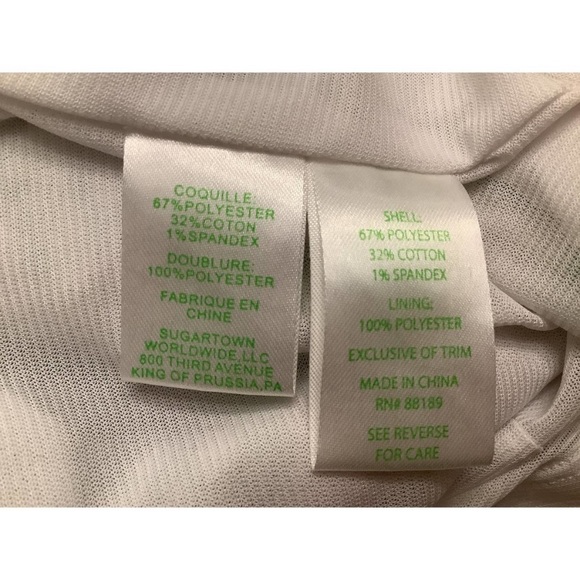 COQUILLE:
67%POLYESTER
32%COTON
1%SPANDEX
DOUBLURE:
100%POLYESTER
FABRIQUE EN
CHINE
SUGARTOWN
WORLDWIDE,LLC
800 THIRD AVENUE
KING OF PRUSSIA,PA
SHELL:
67% POLYESTER
32% COTTON
1% SPANDEX
LINING:
100% POLYESTER
EXCLUSIVE OF TRIM
MADE IN CHINA
RN# 88189
SEE REVERSE
FOR CARE